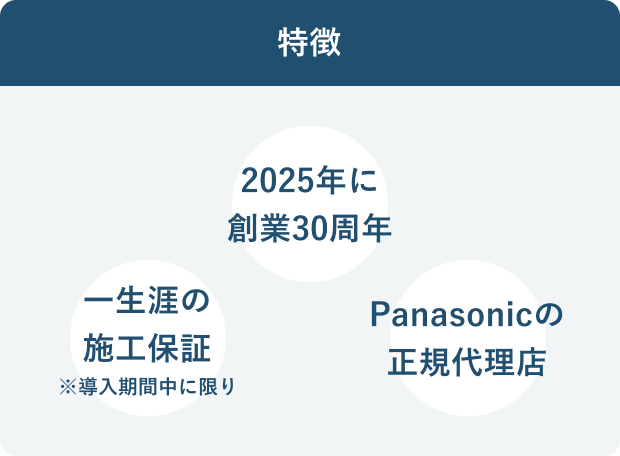 特徴
2025年に
創業30周年
一生涯の
施工保証
※導入期間中に限り
Panasonicの
正規代理店